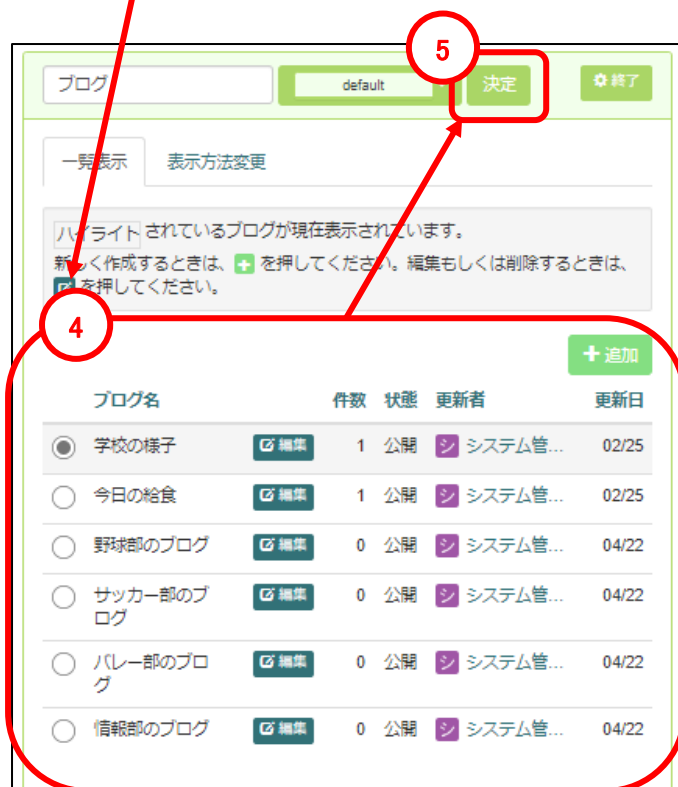 5
ブログ default 決定 終了
一覧表示 表示方法変更
ハイライト されているブログが現在表示されています。
新しく作成するときは、 + を押してください。編集もしくは削除するときは、
を押してください。
4
+ 追加
ブログ名 件数 状態 更新者 更新日
学校の様子 編集 1 公開 シ システム管... 02/25
今日の給食 編集 1 公開 シ システム管... 02/25
野球部のブログ 編集 0 公開 シ システム管... 04/22
サッカー部のブ 編集 0 公開 シ システム管... 04/22
ログ
バレー部のブロ 編集 0 公開 シ システム管... 04/22
グ
情報部のブログ 編集 0 公開 シ システム管... 04/22